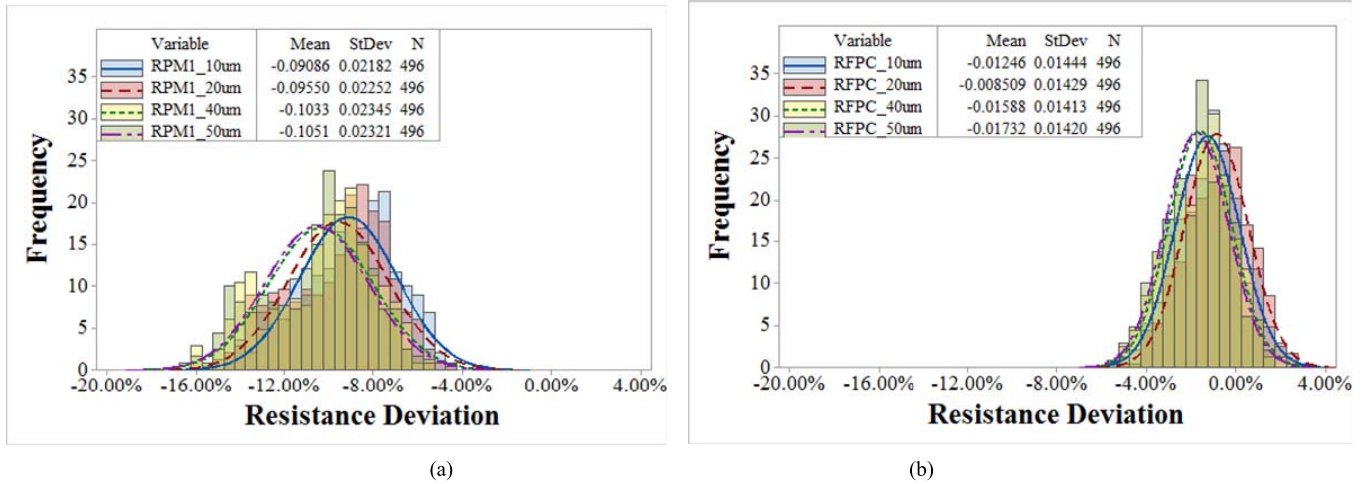 Variable Mean StDev N
RPM1_10um -0.09086 0.02182 496
RPM1_20um -0.09550 0.02252 496
RPM1_40um -0.1033 0.02345 496
RPM1_50um -0.1051 0.02321 496
Frequency
35
30
25
20
15
10
5
0
-20.00% -16.00% -12.00% -8.00% -4.00% 0.00% 4.00%
Resistance Deviation
(a)
Variable Mean StDev N
RFPC_10um -0.01246 0.01444 496
RFPC_20um -0.008509 0.01429 496
RFPC_40um -0.01588 0.01413 496
RFPC_50um -0.01732 0.01420 496
Frequency
35
30
25
20
15
10
5
0
-20.00% -16.00% -12.00% -8.00% -4.00% 0.00% 4.00%
Resistance Deviation
(b)